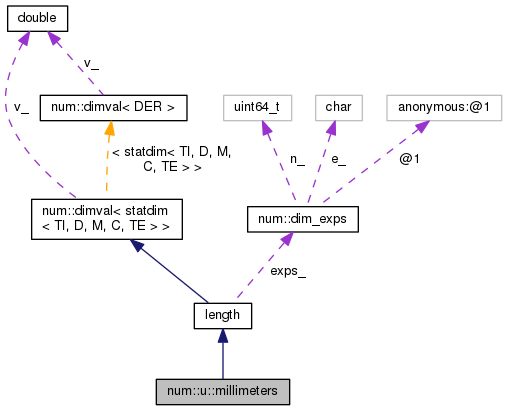 double
v_
num::dimval< DER >
uint64_t
char
anonymous:@1
v_
< statdim< TI, D, M,
C, TE > >
n_
e_
@1
num::dimval< statdim
< TI, D, M, C, TE > >
num::dim_exps
exps_
length
num::u::millimeters